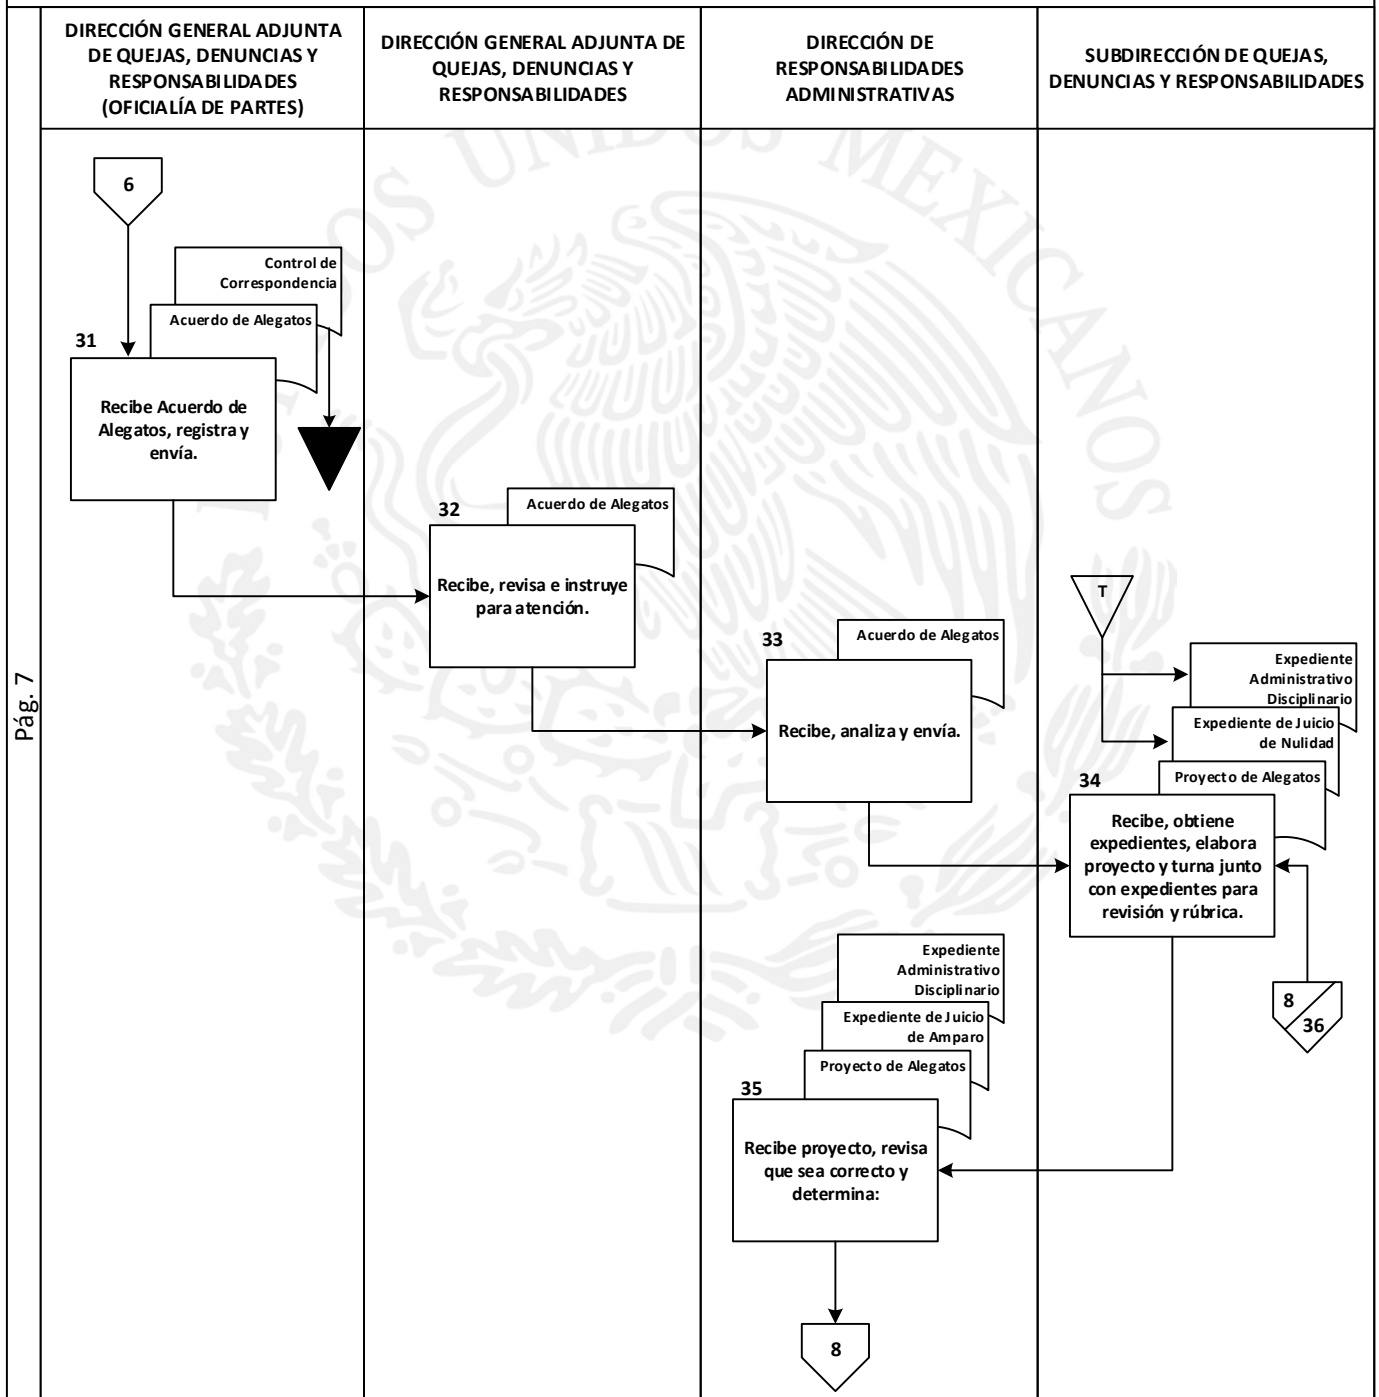 DIRECCIÓN GENERAL ADJUNTA
DE QUEJAS, DENUNCIAS Y
RESPONSABILIDADES
(OFICIALÍA DE PARTES)
DIRECCIÓN GENERAL ADJUNTA DE
QUEJAS, DENUNCIAS Y
RESPONSABILIDADES
DIRECCIÓN DE
RESPONSABILIDADES
ADMINISTRATIVAS
SUBDIRECCIÓN DE QUEJAS,
DENUNCIAS Y RESPONSABILIDADES
Pág. 7
UNIDOS MEXICANOS
6
Control de
Correspondencia
Acuerdo de Alegatos
31
Recibe Acuerdo de
Alegatos, registra y
envía.
32
Acuerdo de Alegatos
Recibe, revisa e instruye
para atención.
33
Acuerdo de Alegatos
Recibe, analiza y envía.
T
Expediente
Administrativo
Disciplinario
Expediente de Juicio
de Nulidad
Proyecto de Alegatos
34
Recibe, obtiene
expedientes, elabora
proyecto y turna junto
con expedientes para
revisión y rúbrica.
8
36
Expediente
Administrativo
Disciplinario
Expediente de Juicio
de Amparo
Proyecto de Alegatos
35
Recibe proyecto, revisa
que sea correcto y
determina:
8